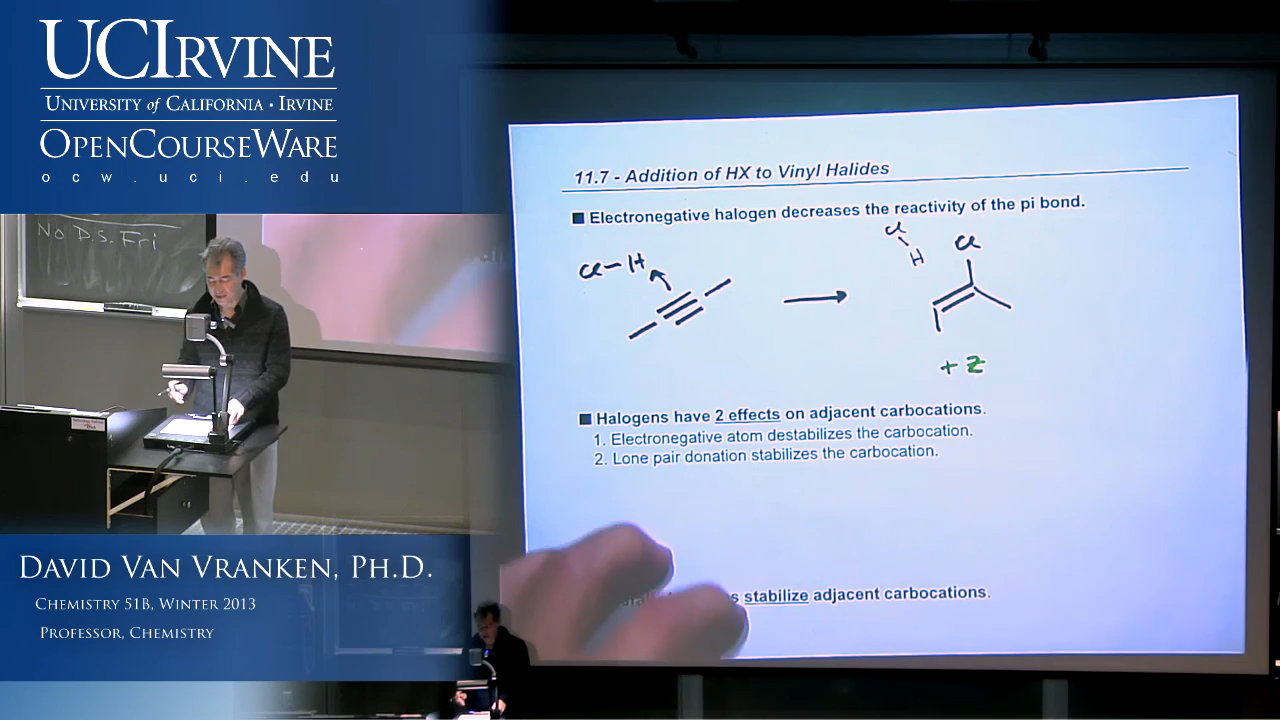 UCIRVINE
UNIVERSITY of CALIFORNIA · IRVINE
OPENCOURSEWARE
ocw.uci.edu
No D.S. Fri
DAVID VAN VRANKEN, PH.D.
CHEMISTRY 51B, WINTER 2013
PROFESSOR, CHEMISTRY
11.7 - Addition of HX to Vinyl Halides
Electronegative halogen decreases the reactivity of the pi bond.
Cl
H
Cl
Cl-H
+ Z
Halogens have 2 effects on adjacent carbocations.
1. Electronegative atom destabilizes the carbocation.
2. Lone pair donation stabilizes the carbocation.
s stabilize adjacent carbocations.